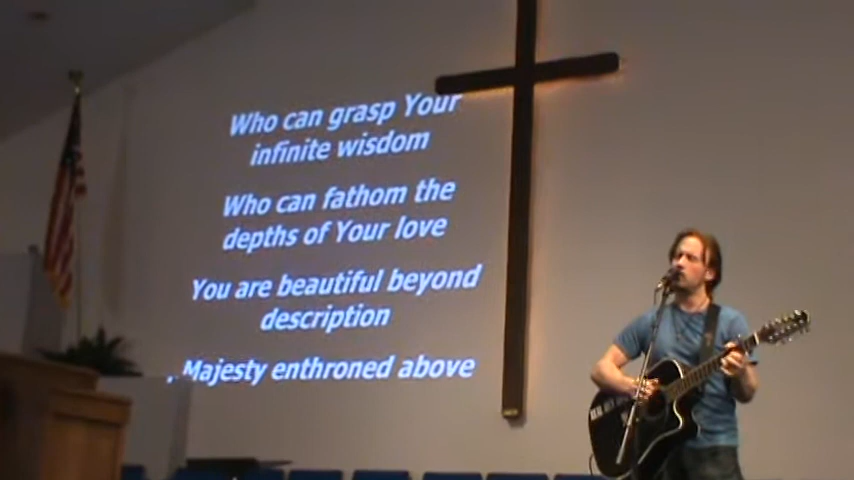 Who can grasp Your
infinite wisdom
Who can fathom the
depths of Your love
You are beautiful beyond
description
Majesty enthroned above